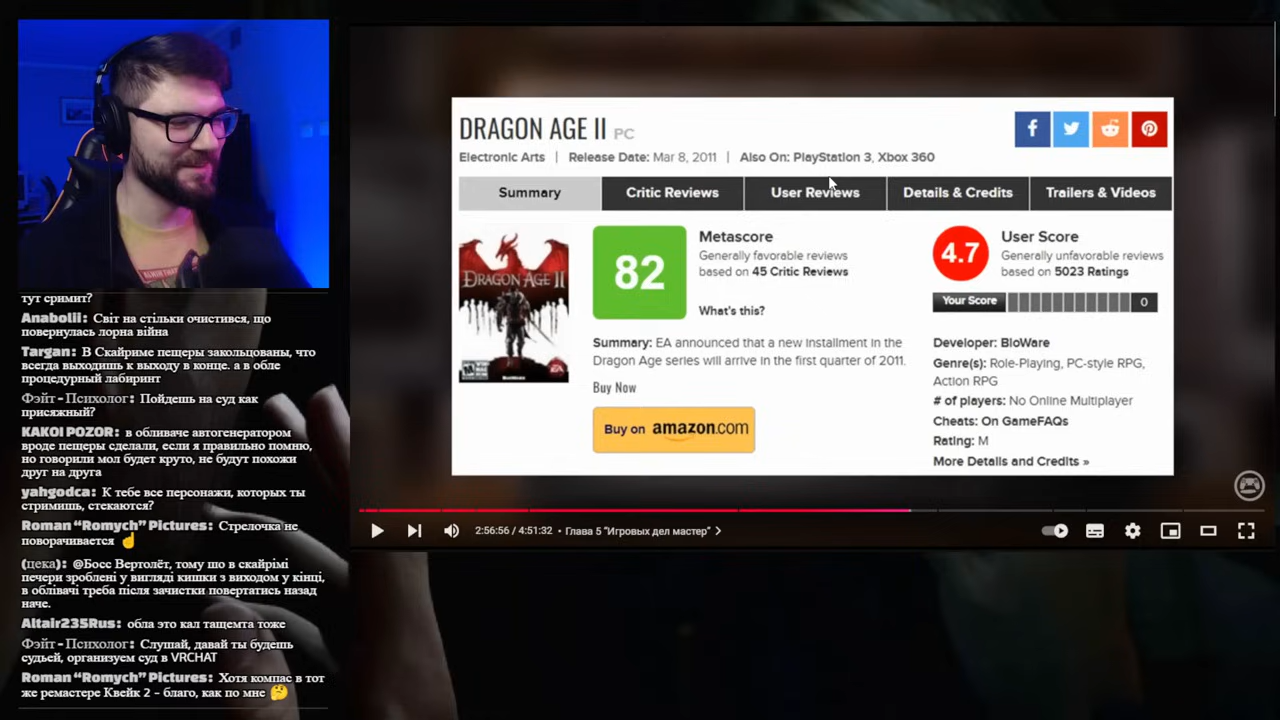 тут сримит?
Anabolii: Світ на стільки очистився, що
повернулась лорна війна
Targan: В Скайриме пещеры закольцованы, что
всегда выходишь к выходу в конце. а в обле
процедурный лабиринт
Фэйт-Психолог: Пойдешь на суд как
присяжный?
KAKOI POZOR: в обливаче автогенератором
вроде пещеры сделали, если я правильно помню,
но говорили мол будет круто, не будут похожи
друг на друга
yahgodca: К тебе все персонажи, которых ты
стримишь, стекаются?
Roman “Romych” Pictures: Стрелочка не
поворачивается
(цека): @Босс Вертолёт, тому шо в скайрімі
печери зроблені у вигляді кишки з виходом у кінці,
в облівачі треба після зачистки повертатись назад
наче.
Altair235Rus: обла это кал тащемта тоже
Фэйт-Психолог: Слушай, давай ты будешь
судьей, организуем суд в VRCHAT
Roman “Romych” Pictures: Хотя компас в тот
же ремастере Квейк 2 - благо, как по мне
DRAGON AGE II PC
Electronic Arts | Release Date: Mar 8, 2011 | Also On: PlayStation 3, Xbox 360
Summary Critic Reviews User Reviews Details & Credits Trailers & Videos
DRAGON AGE II
82
Metascore
Generally favorable reviews
based on 45 Critic Reviews
What's this?
4.7
User Score
Generally unfavorable reviews
based on 5023 Ratings
Your Score 0
Summary: EA announced that a new installment in the
Dragon Age series will arrive in the first quarter of 2011.
Buy Now
Buy on amazon.com
Developer: BioWare
Genre(s): Role-Playing, PC-style RPG,
Action RPG
# of players: No Online Multiplayer
Cheats: On GameFAQs
Rating: M
More Details and Credits »
2:56:56 / 4:51:32 • Глава 5 "Игровых дел мастер" >